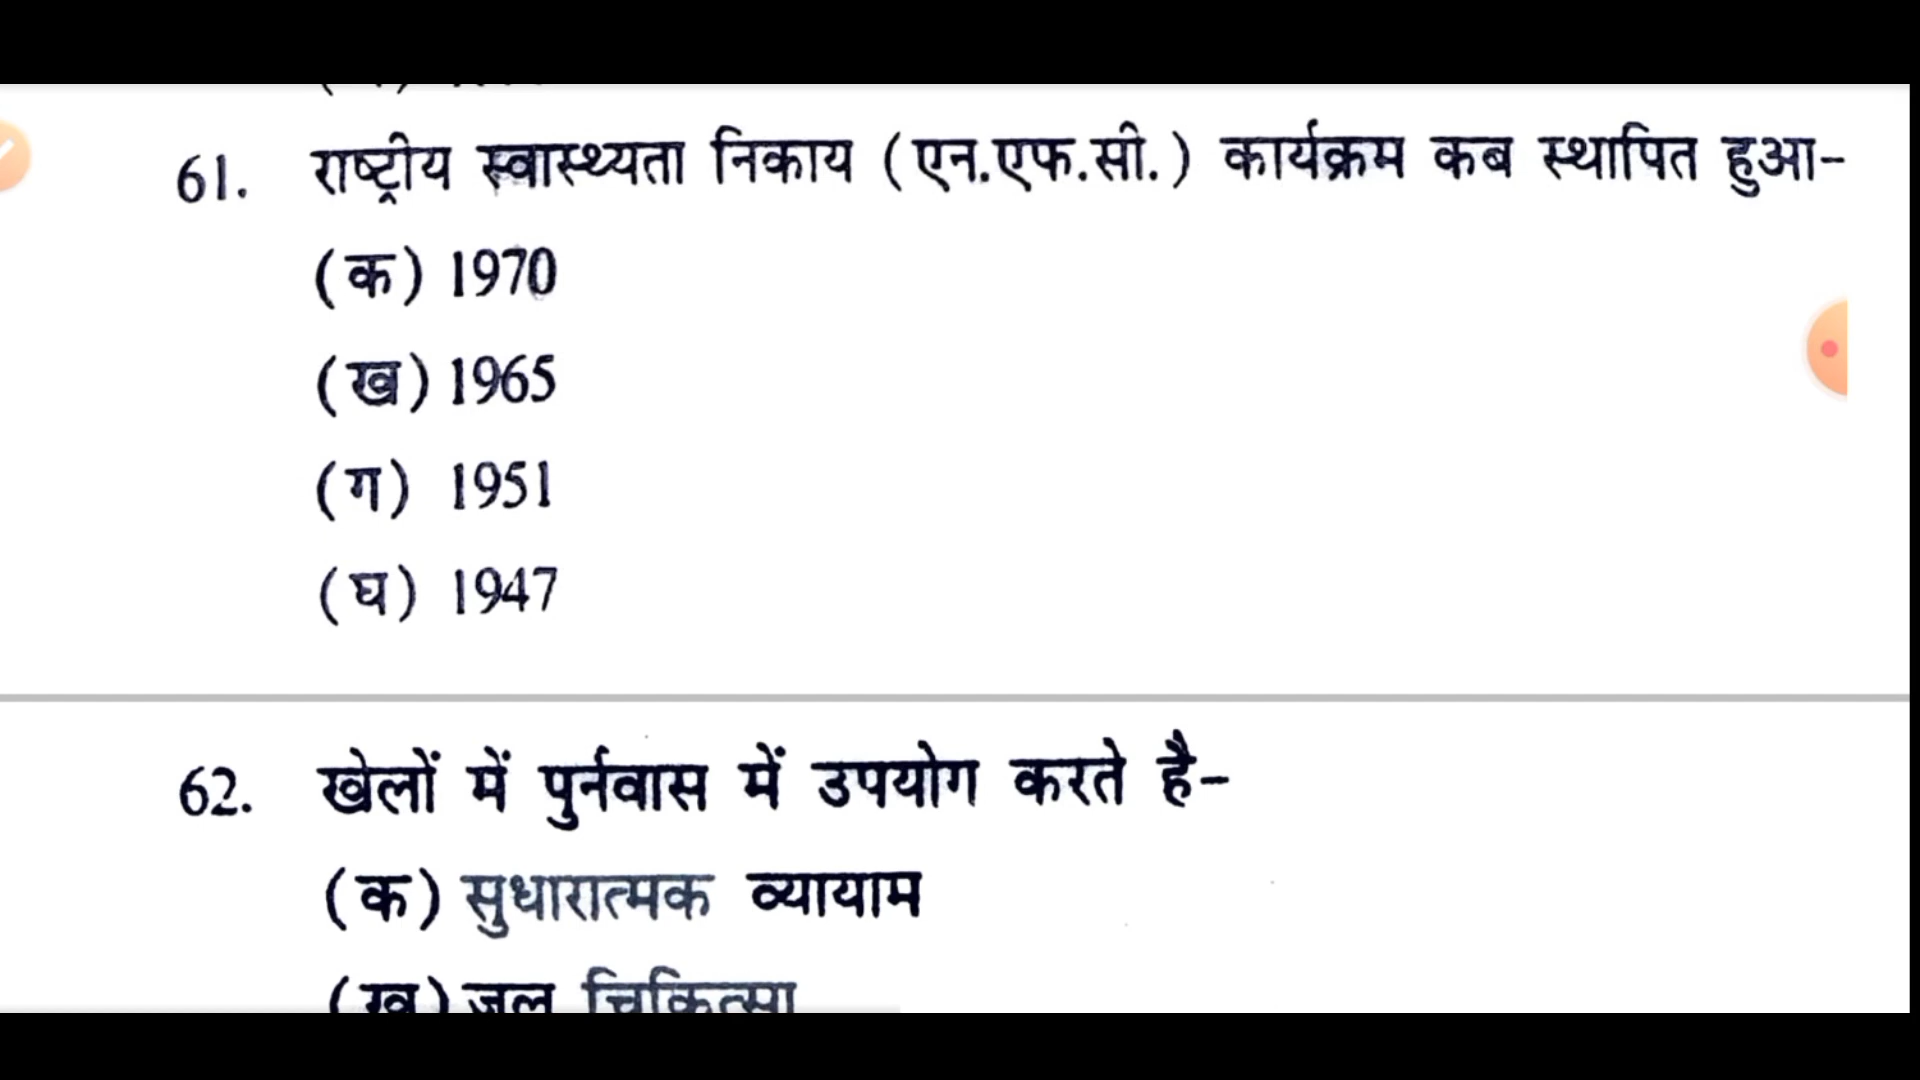 61. राष्ट्रीय स्वास्थ्यता निकाय (एन.एफ.सी.) कार्यक्रम कब स्थापित हुआ-
(क) 1970
(ख) 1965
(ग) 1951
(घ) 1947
62. खेलों में पुर्नवास में उपयोग करते है-
(क) सुधारात्मक व्यायाम
(ख) जल चिकित्सा